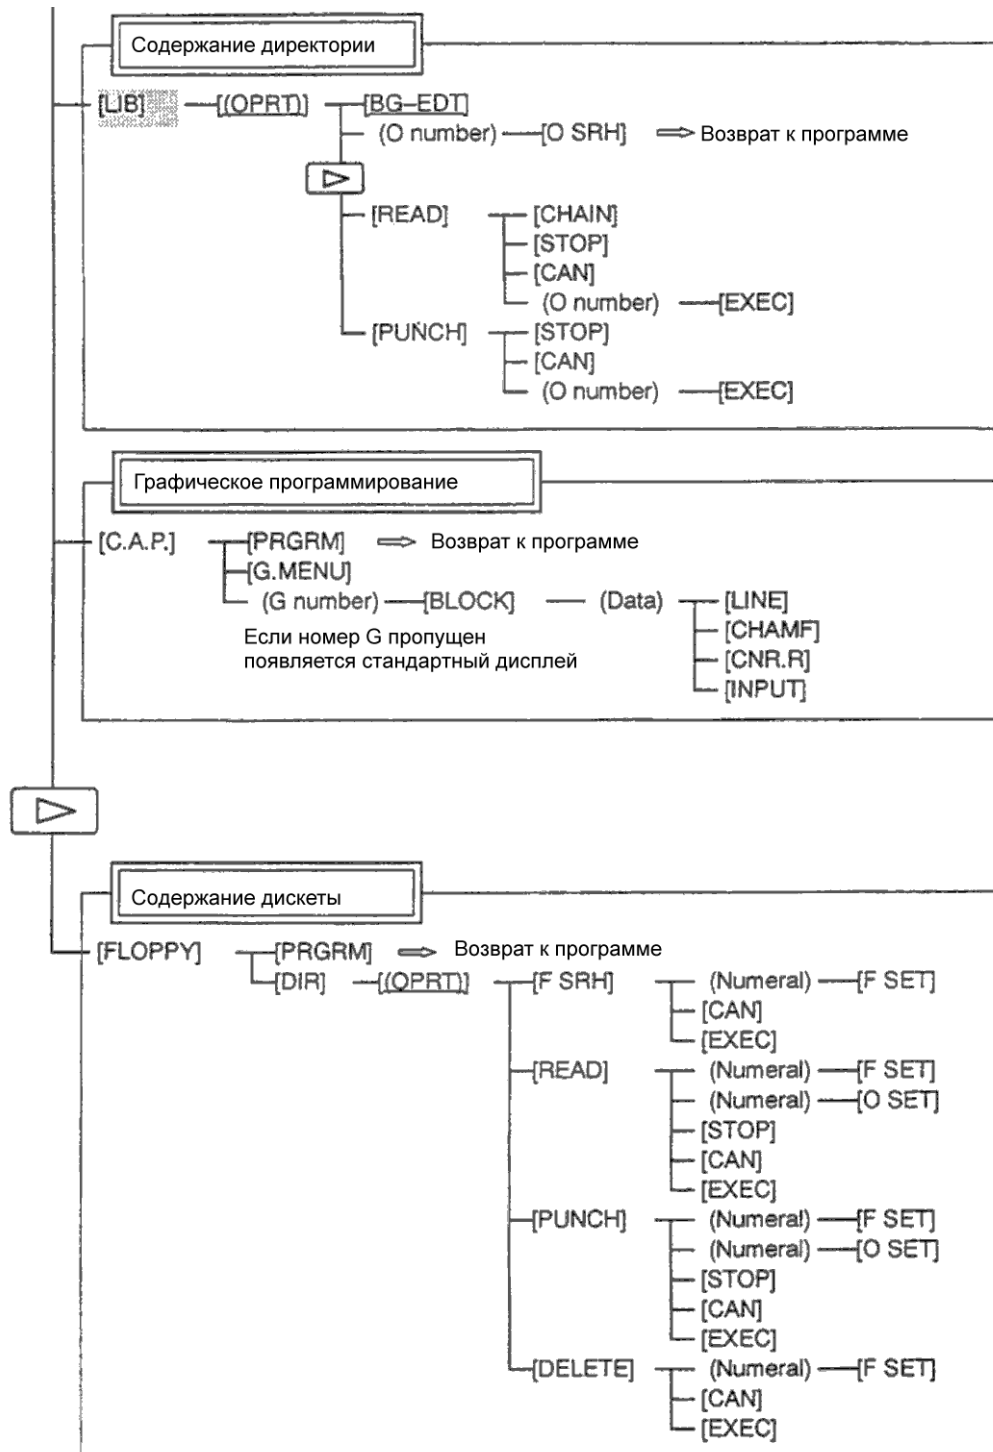 Содержание директории
[LIB] [(OPRT)] [BG–EDT]
(O number) [O SRH] Возврат к программе
[READ] [CHAIN]
[STOP]
[CAN]
(O number) [EXEC]
[PUNCH] [STOP]
[CAN]
(O number) [EXEC]
Графическое программирование
[C.A.P.] [PRGRM] Возврат к программе
[G.MENU]
(G number) [BLOCK] (Data) [LINE]
[CHAMF]
[CNR.R]
[INPUT]
Если номер G пропущен
появляется стандартный дисплей
Содержание дискеты
[FLOPPY] [PRGRM] Возврат к программе
[DIR] [(OPRT)] [F SRH] (Numeral) [F SET]
[CAN]
[EXEC]
[READ] (Numeral) [F SET]
(Numeral) [O SET]
[STOP]
[CAN]
[EXEC]
[PUNCH] (Numeral) [F SET]
(Numeral) [O SET]
[STOP]
[CAN]
[EXEC]
[DELETE] (Numeral) [F SET]
[CAN]
[EXEC]